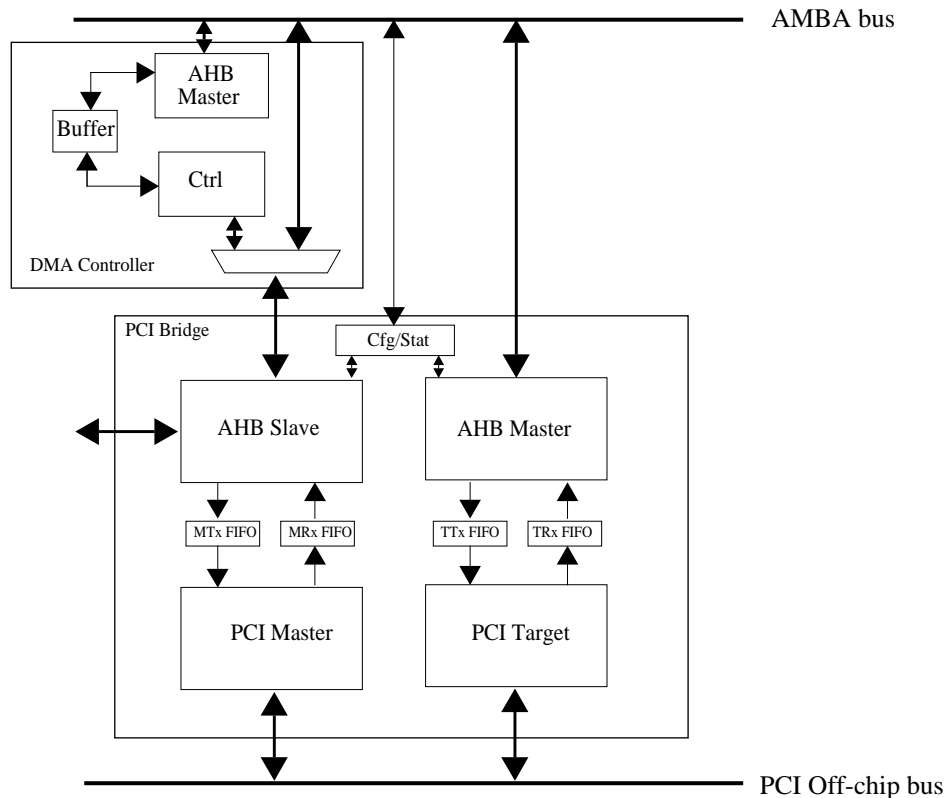 AMBA bus
AHB
Master
Buffer
Ctrl
DMA Controller
PCI Bridge
Cfg/Stat
AHB Slave
AHB Master
MTx FIFO
MRx FIFO
TTx FIFO
TRx FIFO
PCI Master
PCI Target
PCI Off-chip bus